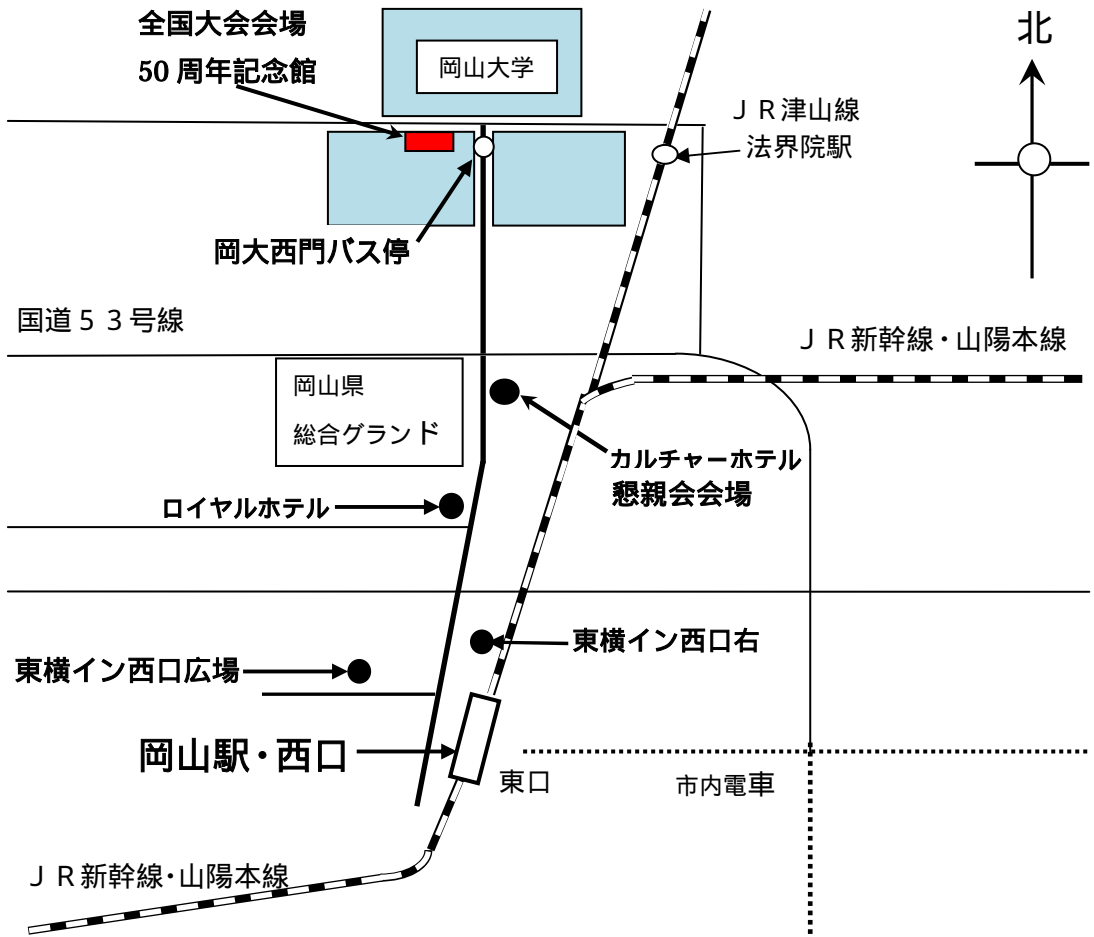 全国大会会場
50 周年記念館
岡山大学
北
ＪＲ津山線
法界院駅
岡大西門バス停
国道５３号線
ＪＲ新幹線・山陽本線
岡山県
総合グランド
カルチャーホテル
懇親会会場
ロイヤルホテル
東横イン西口右
東横イン西口広場
岡山駅・西口
東口
市内電車
ＪＲ新幹線・山陽本線